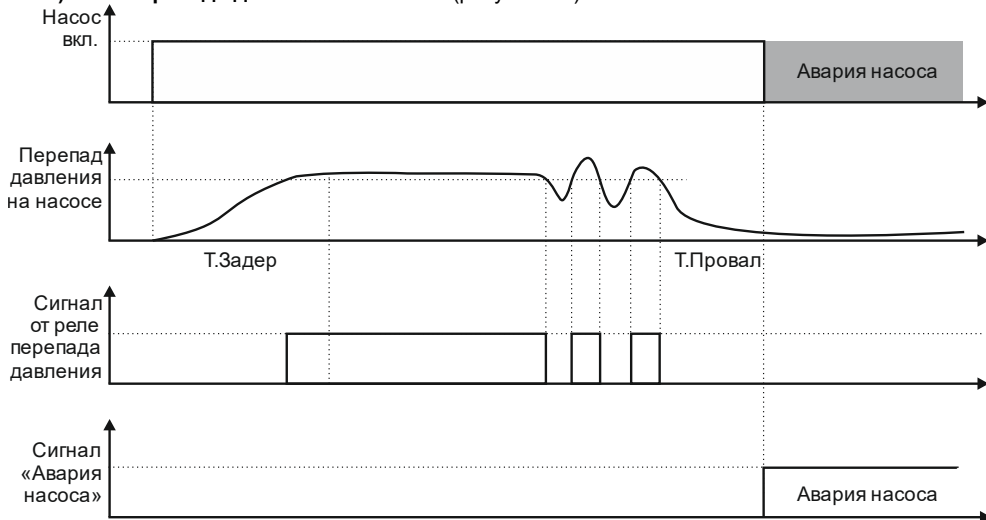 Насос
вкл.
Авария насоса
Перепад
давления
на насосе
Т.Задер
Т.Провал
Сигнал
от реле
перепада
давления
Сигнал
«Авария
насоса»
Авария насоса